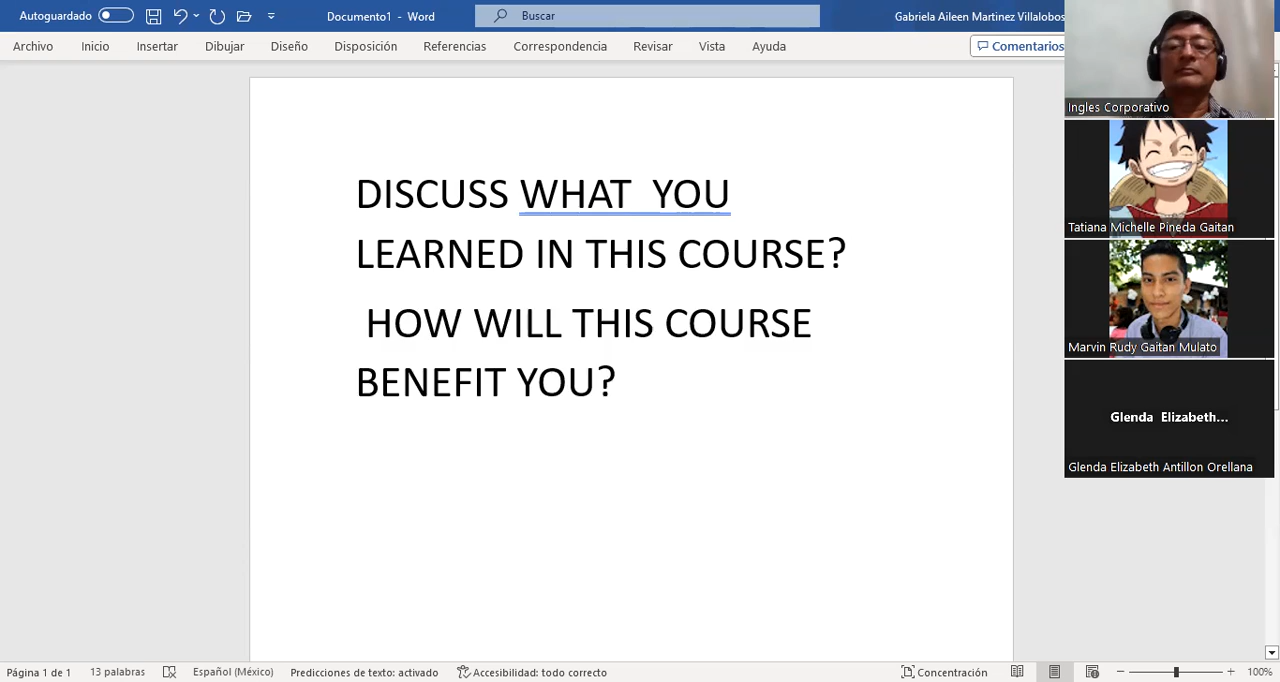 Autoguardado
Documento1 - Word
Buscar
Gabriela Aileen Martinez Villalobos
Archivo Inicio Insertar Dibujar Diseño Disposición Referencias Correspondencia Revisar Vista Ayuda
Comentarios
Ingles Corporativo
Tatiana Michelle Pineda Gaitan
Marvin Rudy Gaitan Mulato
Glenda Elizabeth...
Glenda Elizabeth Antillon Orellana
DISCUSS WHAT YOU
LEARNED IN THIS COURSE?
HOW WILL THIS COURSE
BENEFIT YOU?
Página 1 de 1 13 palabras Español (México) Predicciones de texto: activado Accesibilidad: todo correcto Concentración 100%